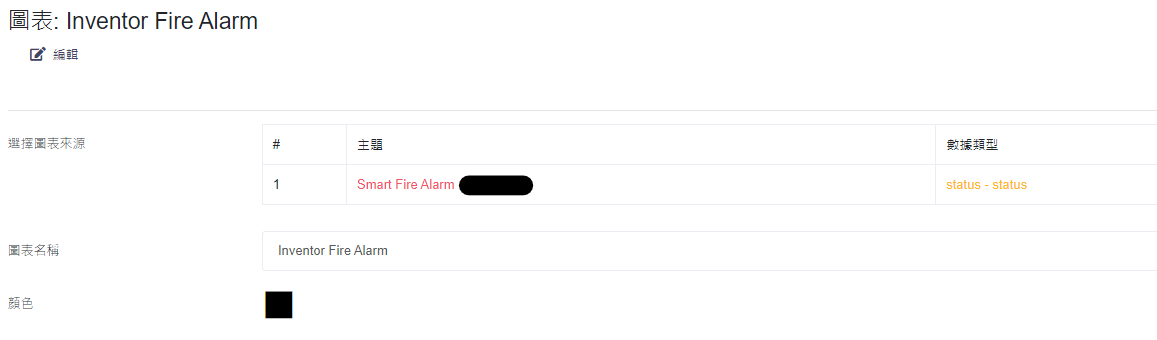 圖表: Inventor Fire Alarm
編輯
選擇圖表來源
# 主題 數據類型
1 Smart Fire Alarm status - status
圖表名稱 Inventor Fire Alarm
顏色